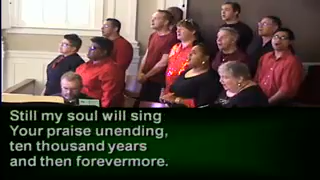 Still my soul will sing
Your praise unending,
ten thousand years
and then forevermore.